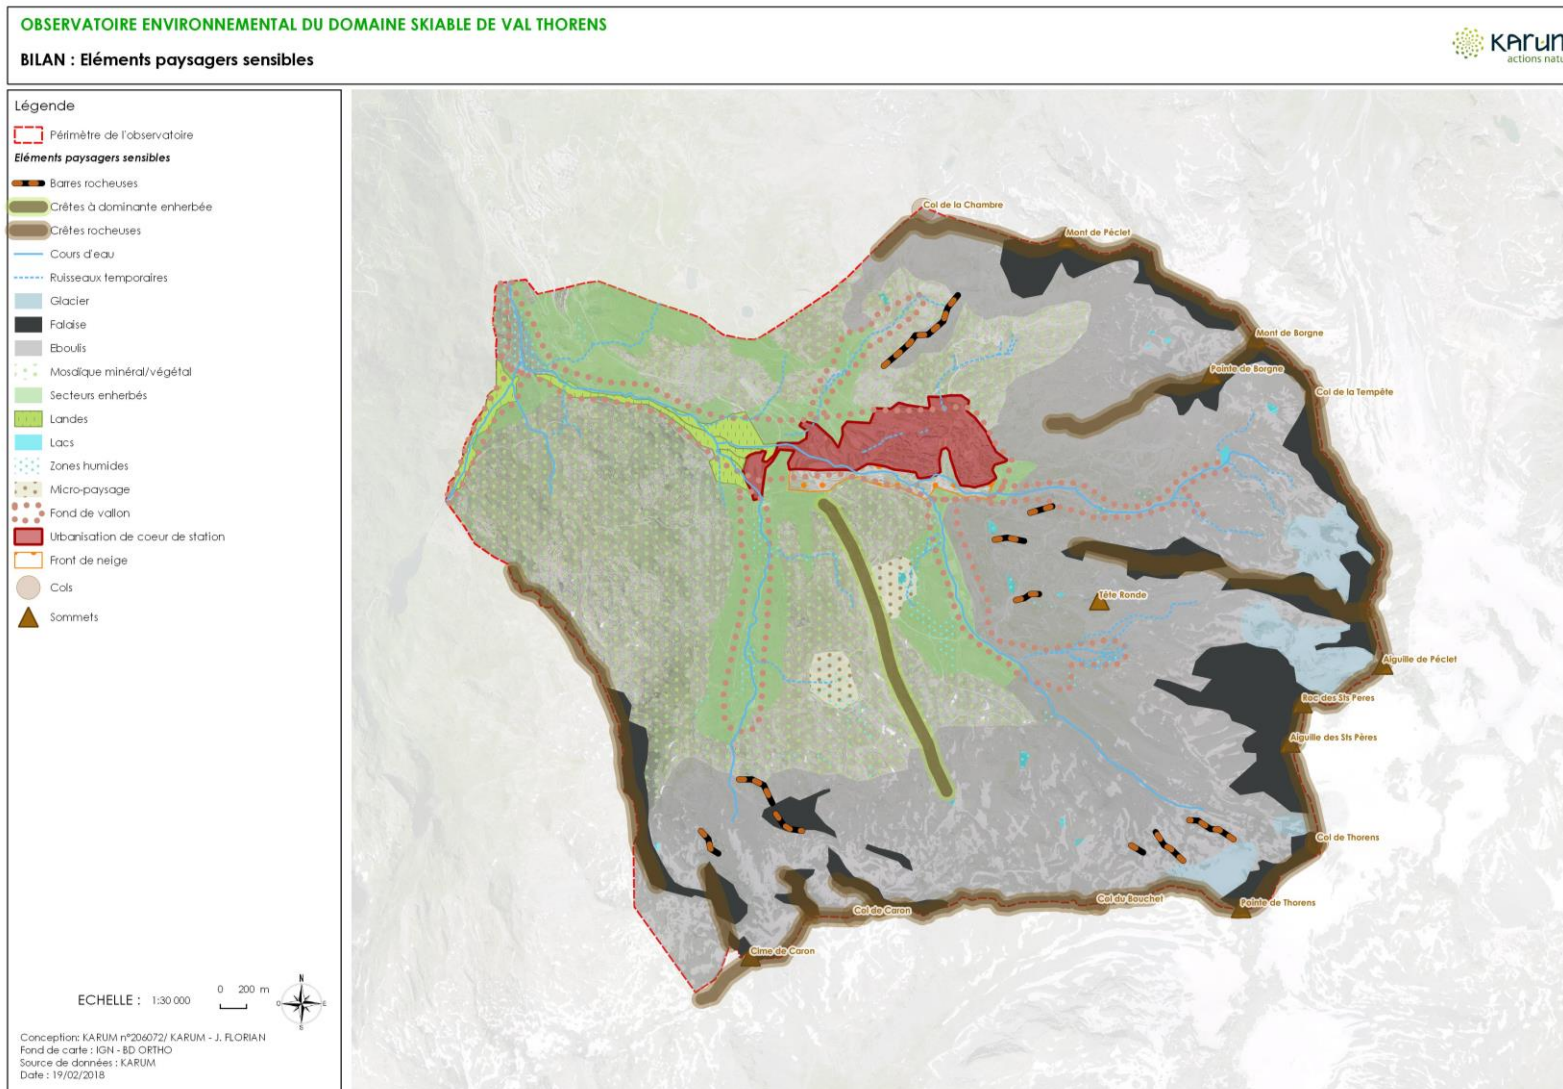 OBSERVATOIRE ENVIRONNEMENTAL DU DOMAINE SKIABLE DE VAL THORENS
BILAN : Eléments paysagers sensibles
KARUM
actions natu
Légende
Périmètre de l'observatoire
Eléments paysagers sensibles
Barres rocheuses
Crêtes à dominante enherbée
Crêtes rocheuses
Cours d'eau
Ruisseaux temporaires
Glacier
Falaise
Eboulis
Mosaïque minéral/végétal
Secteurs enherbés
Landes
Lacs
Zones humides
Micro-paysage
Fond de vallon
Urbanisation de coeur de station
Front de neige
Cols
Sommets
Col de la Chambre
Mont de Péclet
Mont de Borgne
Pointe de Borgne
Col de la Tempête
Tête Ronde
Aiguille de Péclet
Roc des Sts Peres
Aiguille des Sts Pères
Col de Thorens
Col du Bouchet
Col de Caron
Pointe de Thorens
Cime de Caron
ECHELLE : 1:30 000
0 200 m
N
O E
S
Conception: KARUM n°206072/ KARUM - J. FLORIAN
Fond de carte : IGN - BD ORTHO
Source de données : KARUM
Date : 19/02/2018